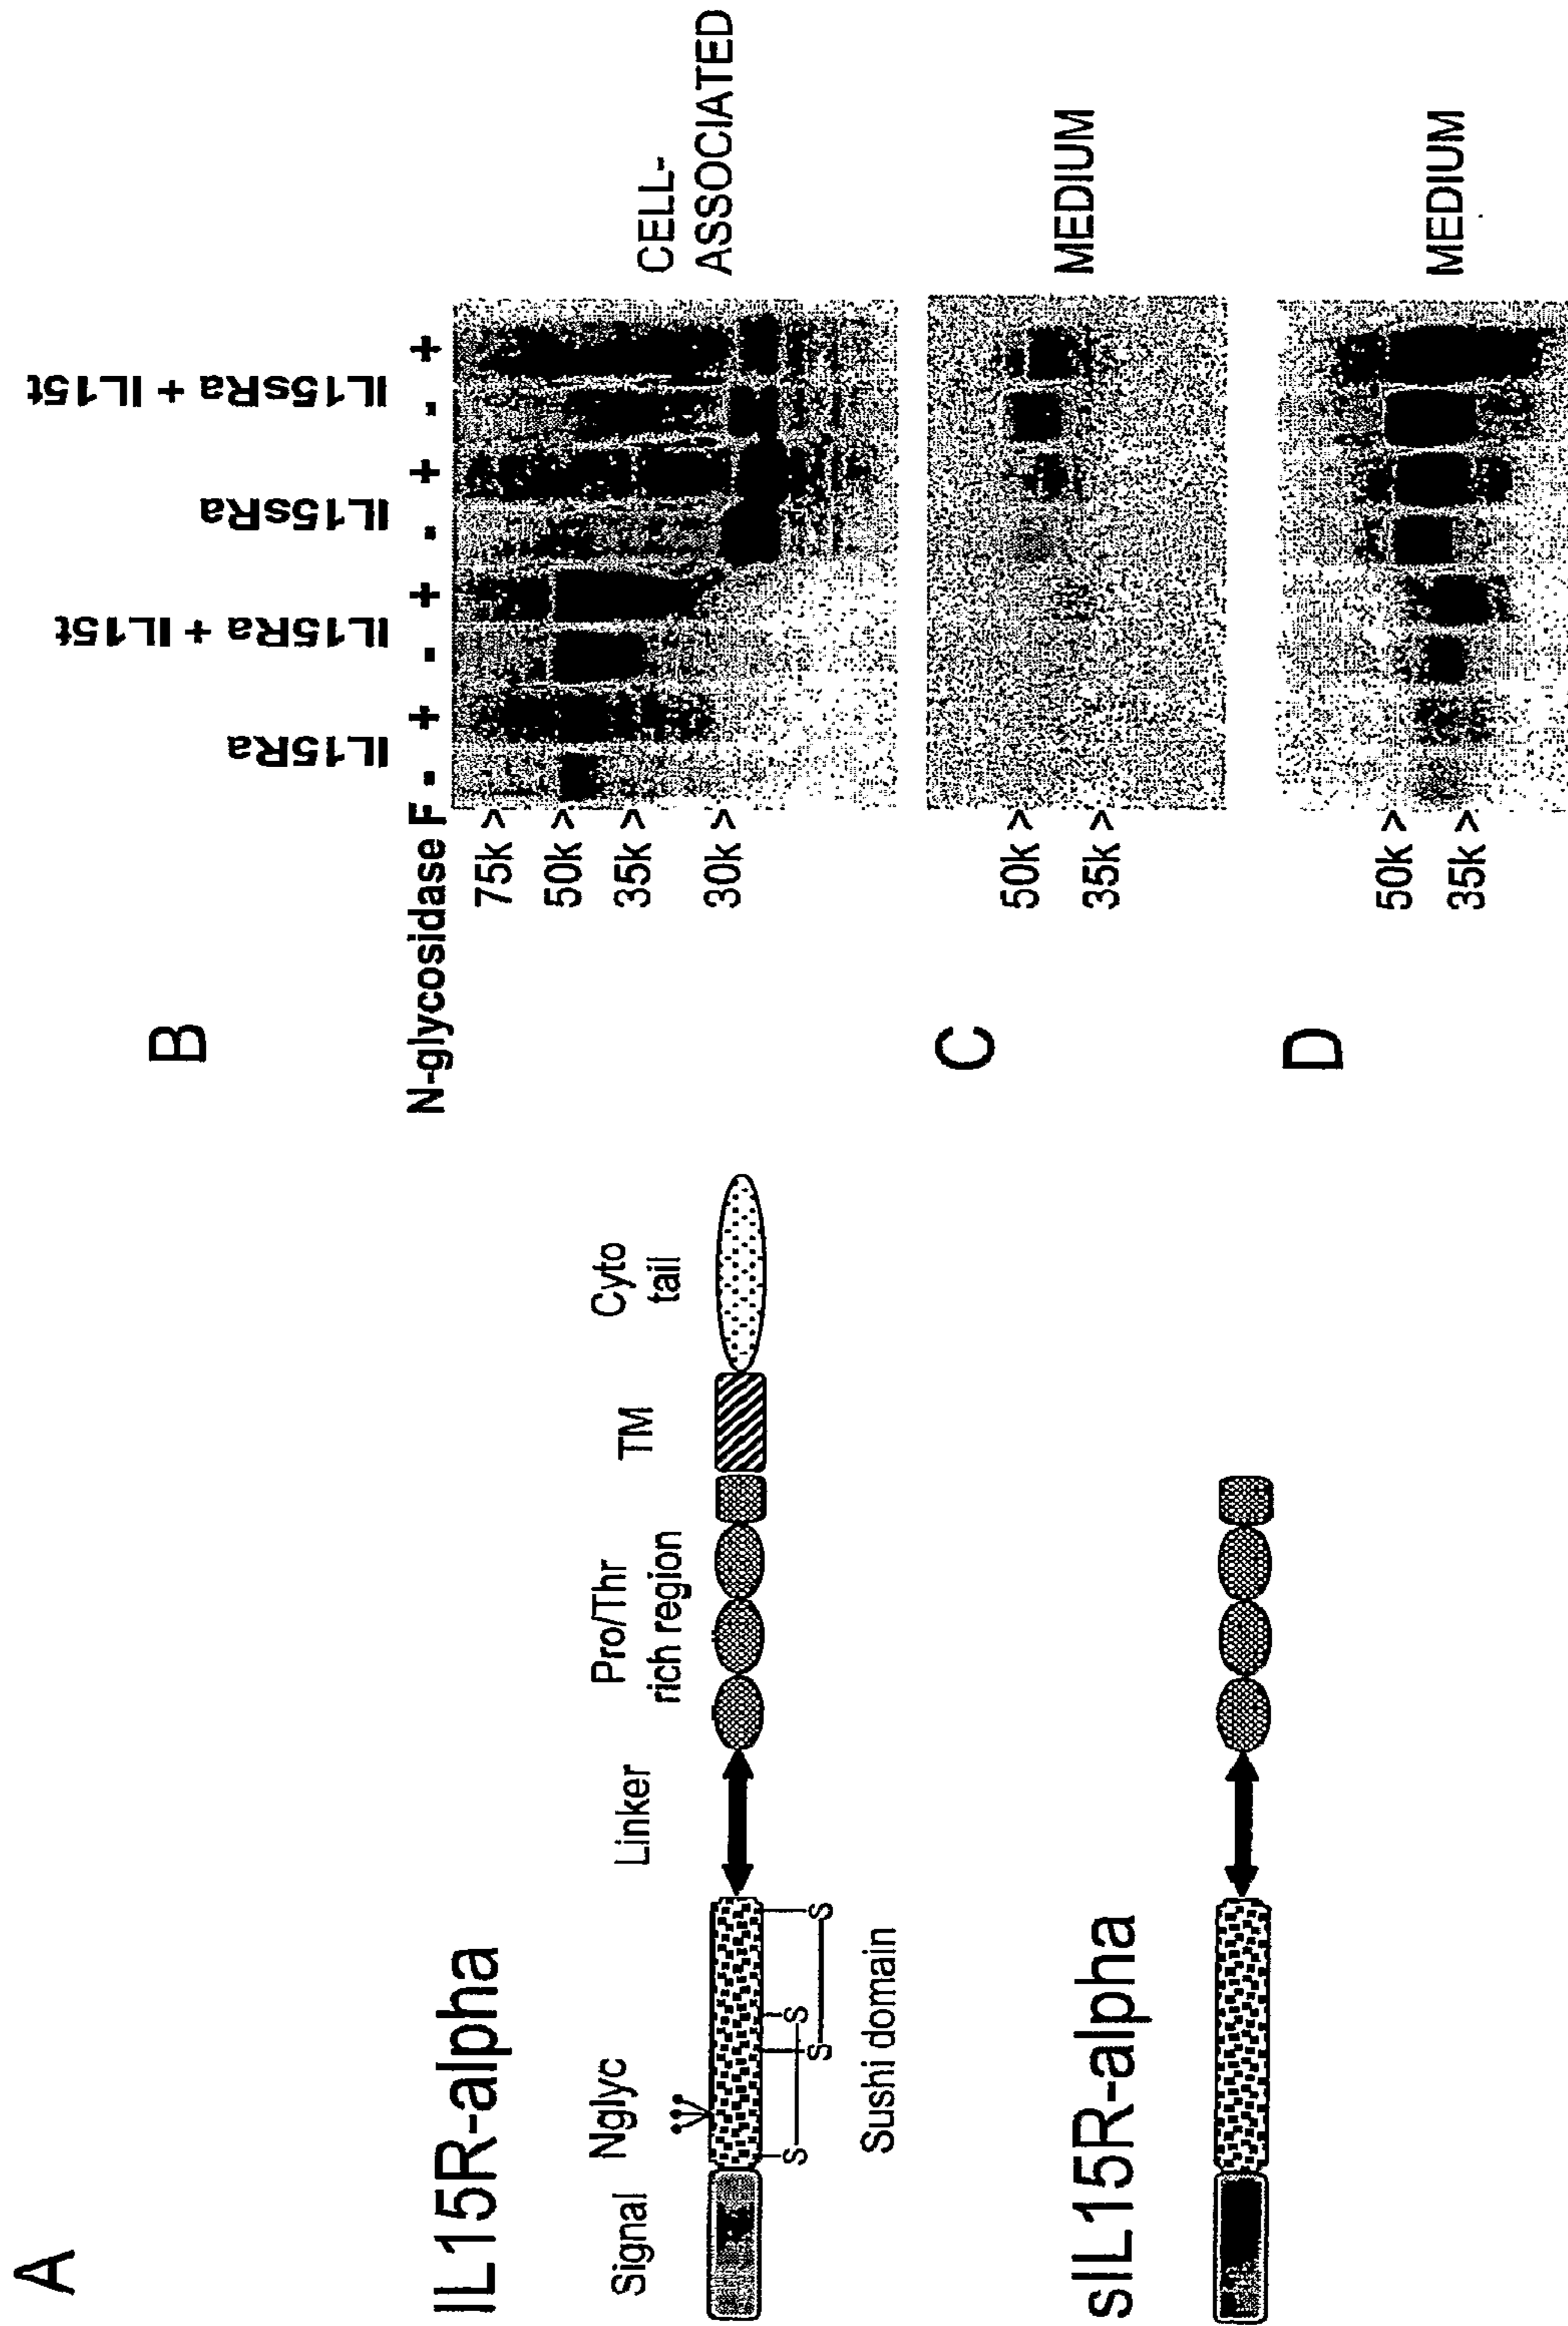 A
IL15R-alpha
Signal
Nglyc
Linker
Pro/Thr
rich region
TM
Cyto
tail
S
S
S
S
Sushi domain
sIL15R-alpha
B
IL15Ra
IL15Ra + IL15t
IL15sRa
IL15sRa + IL15t
N-glycosidase F - + - + - + - +
75k >
50k >
35k >
30k >
CELL-
ASSOCIATED
C
50k >
35k >
MEDIUM
D
50k >
35k >
MEDIUM